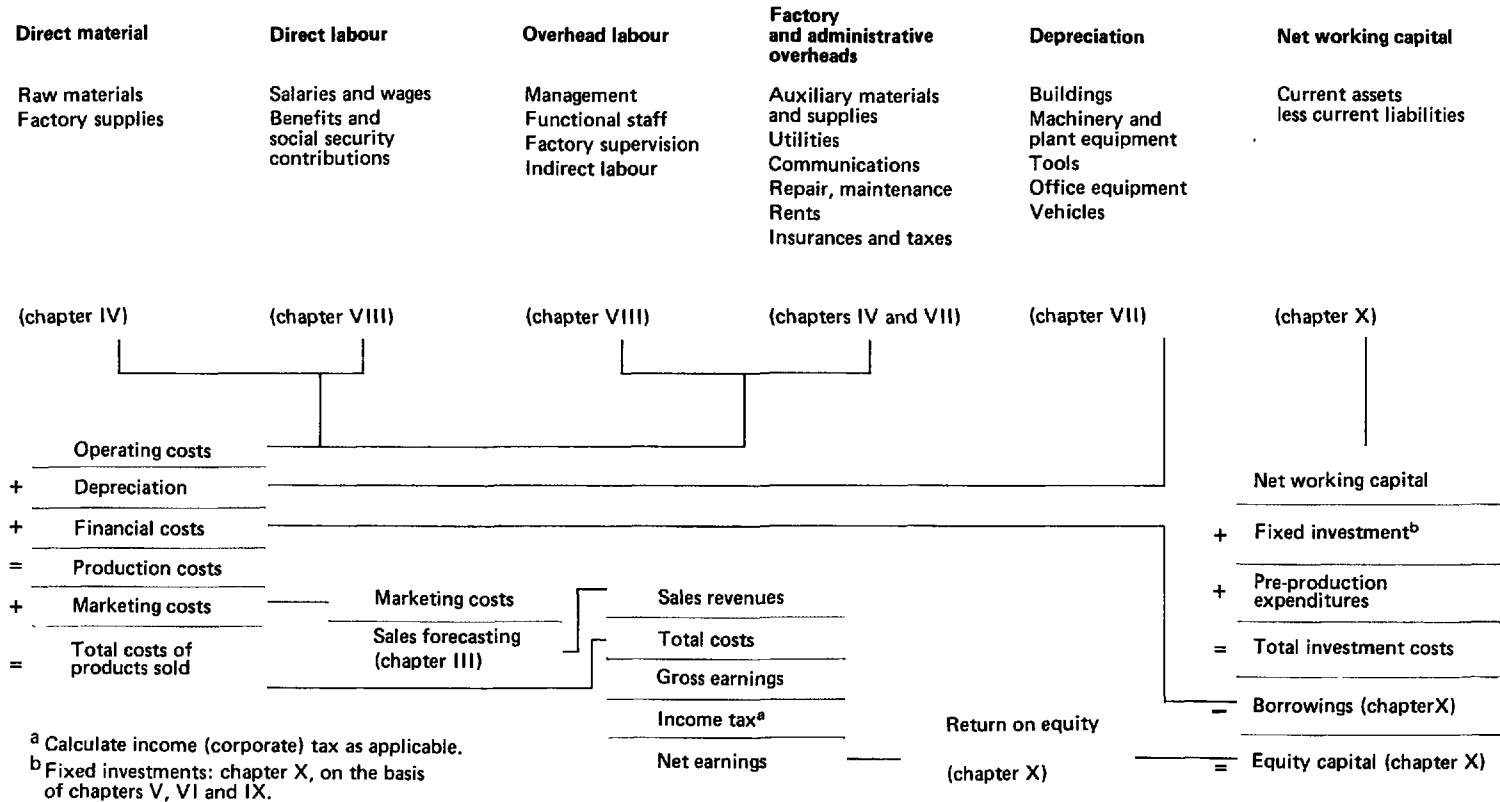 Direct material
Raw materials
Factory supplies
(chapter IV)
Direct labour
Salaries and wages
Benefits and
social security
contributions
(chapter VIII)
Overhead labour
Management
Functional staff
Factory supervision
Indirect labour
(chapter VIII)
Factory
and administrative
overheads
Auxiliary materials
and supplies
Utilities
Communications
Repair, maintenance
Rents
Insurances and taxes
(chapters IV and VII)
Depreciation
Buildings
Machinery and
plant equipment
Tools
Office equipment
Vehicles
(chapter VII)
Net working capital
Current assets
less current liabilities
(chapter X)
Operating costs
+ Depreciation
+ Financial costs
= Production costs
+ Marketing costs
= Total costs of
products sold
Marketing costs
Sales forecasting
(chapter III)
Sales revenues
Total costs
Gross earnings
Income tax a
Net earnings
Return on equity
(chapter X)
Net working capital
+ Fixed investment b
+ Pre-production
expenditures
= Total investment costs
– Borrowings (chapter X)
= Equity capital (chapter X)
a Calculate income (corporate) tax as applicable.
b Fixed investments: chapter X, on the basis
of chapters V, VI and IX.